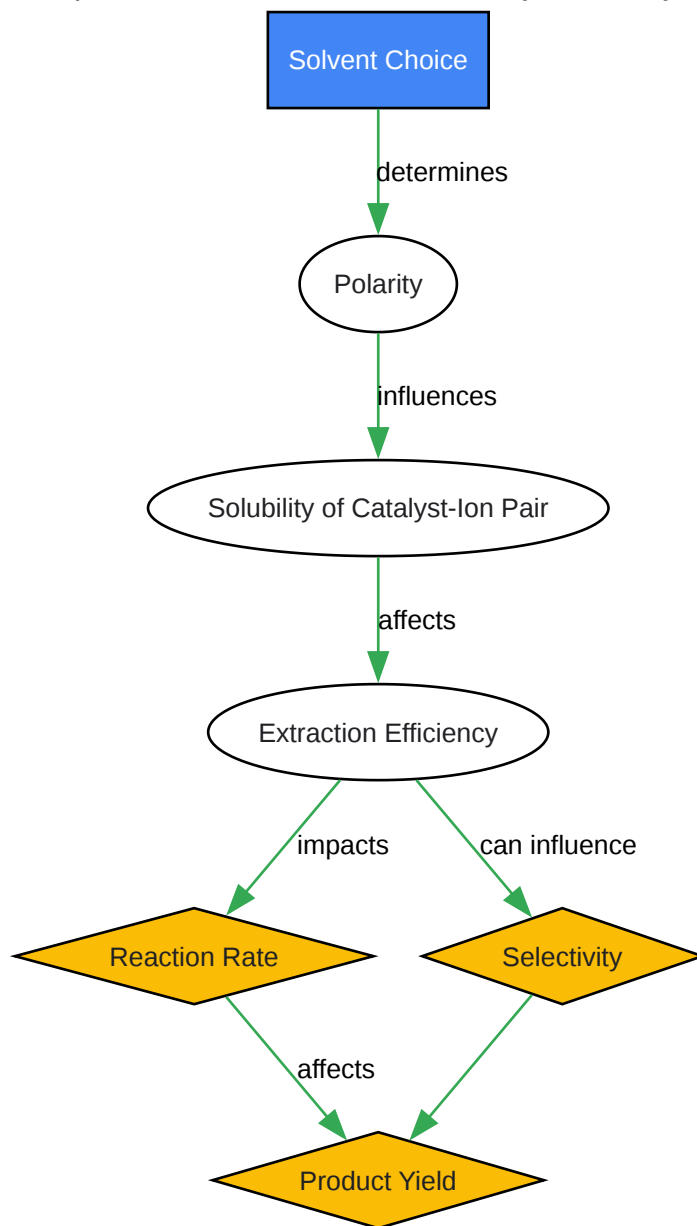 Solvent Choice
determines
Polarity
influences
Solubility of Catalyst-Ion Pair
affects
Extraction Efficiency
impacts
can influence
Reaction Rate
Selectivity
affects
Product Yield